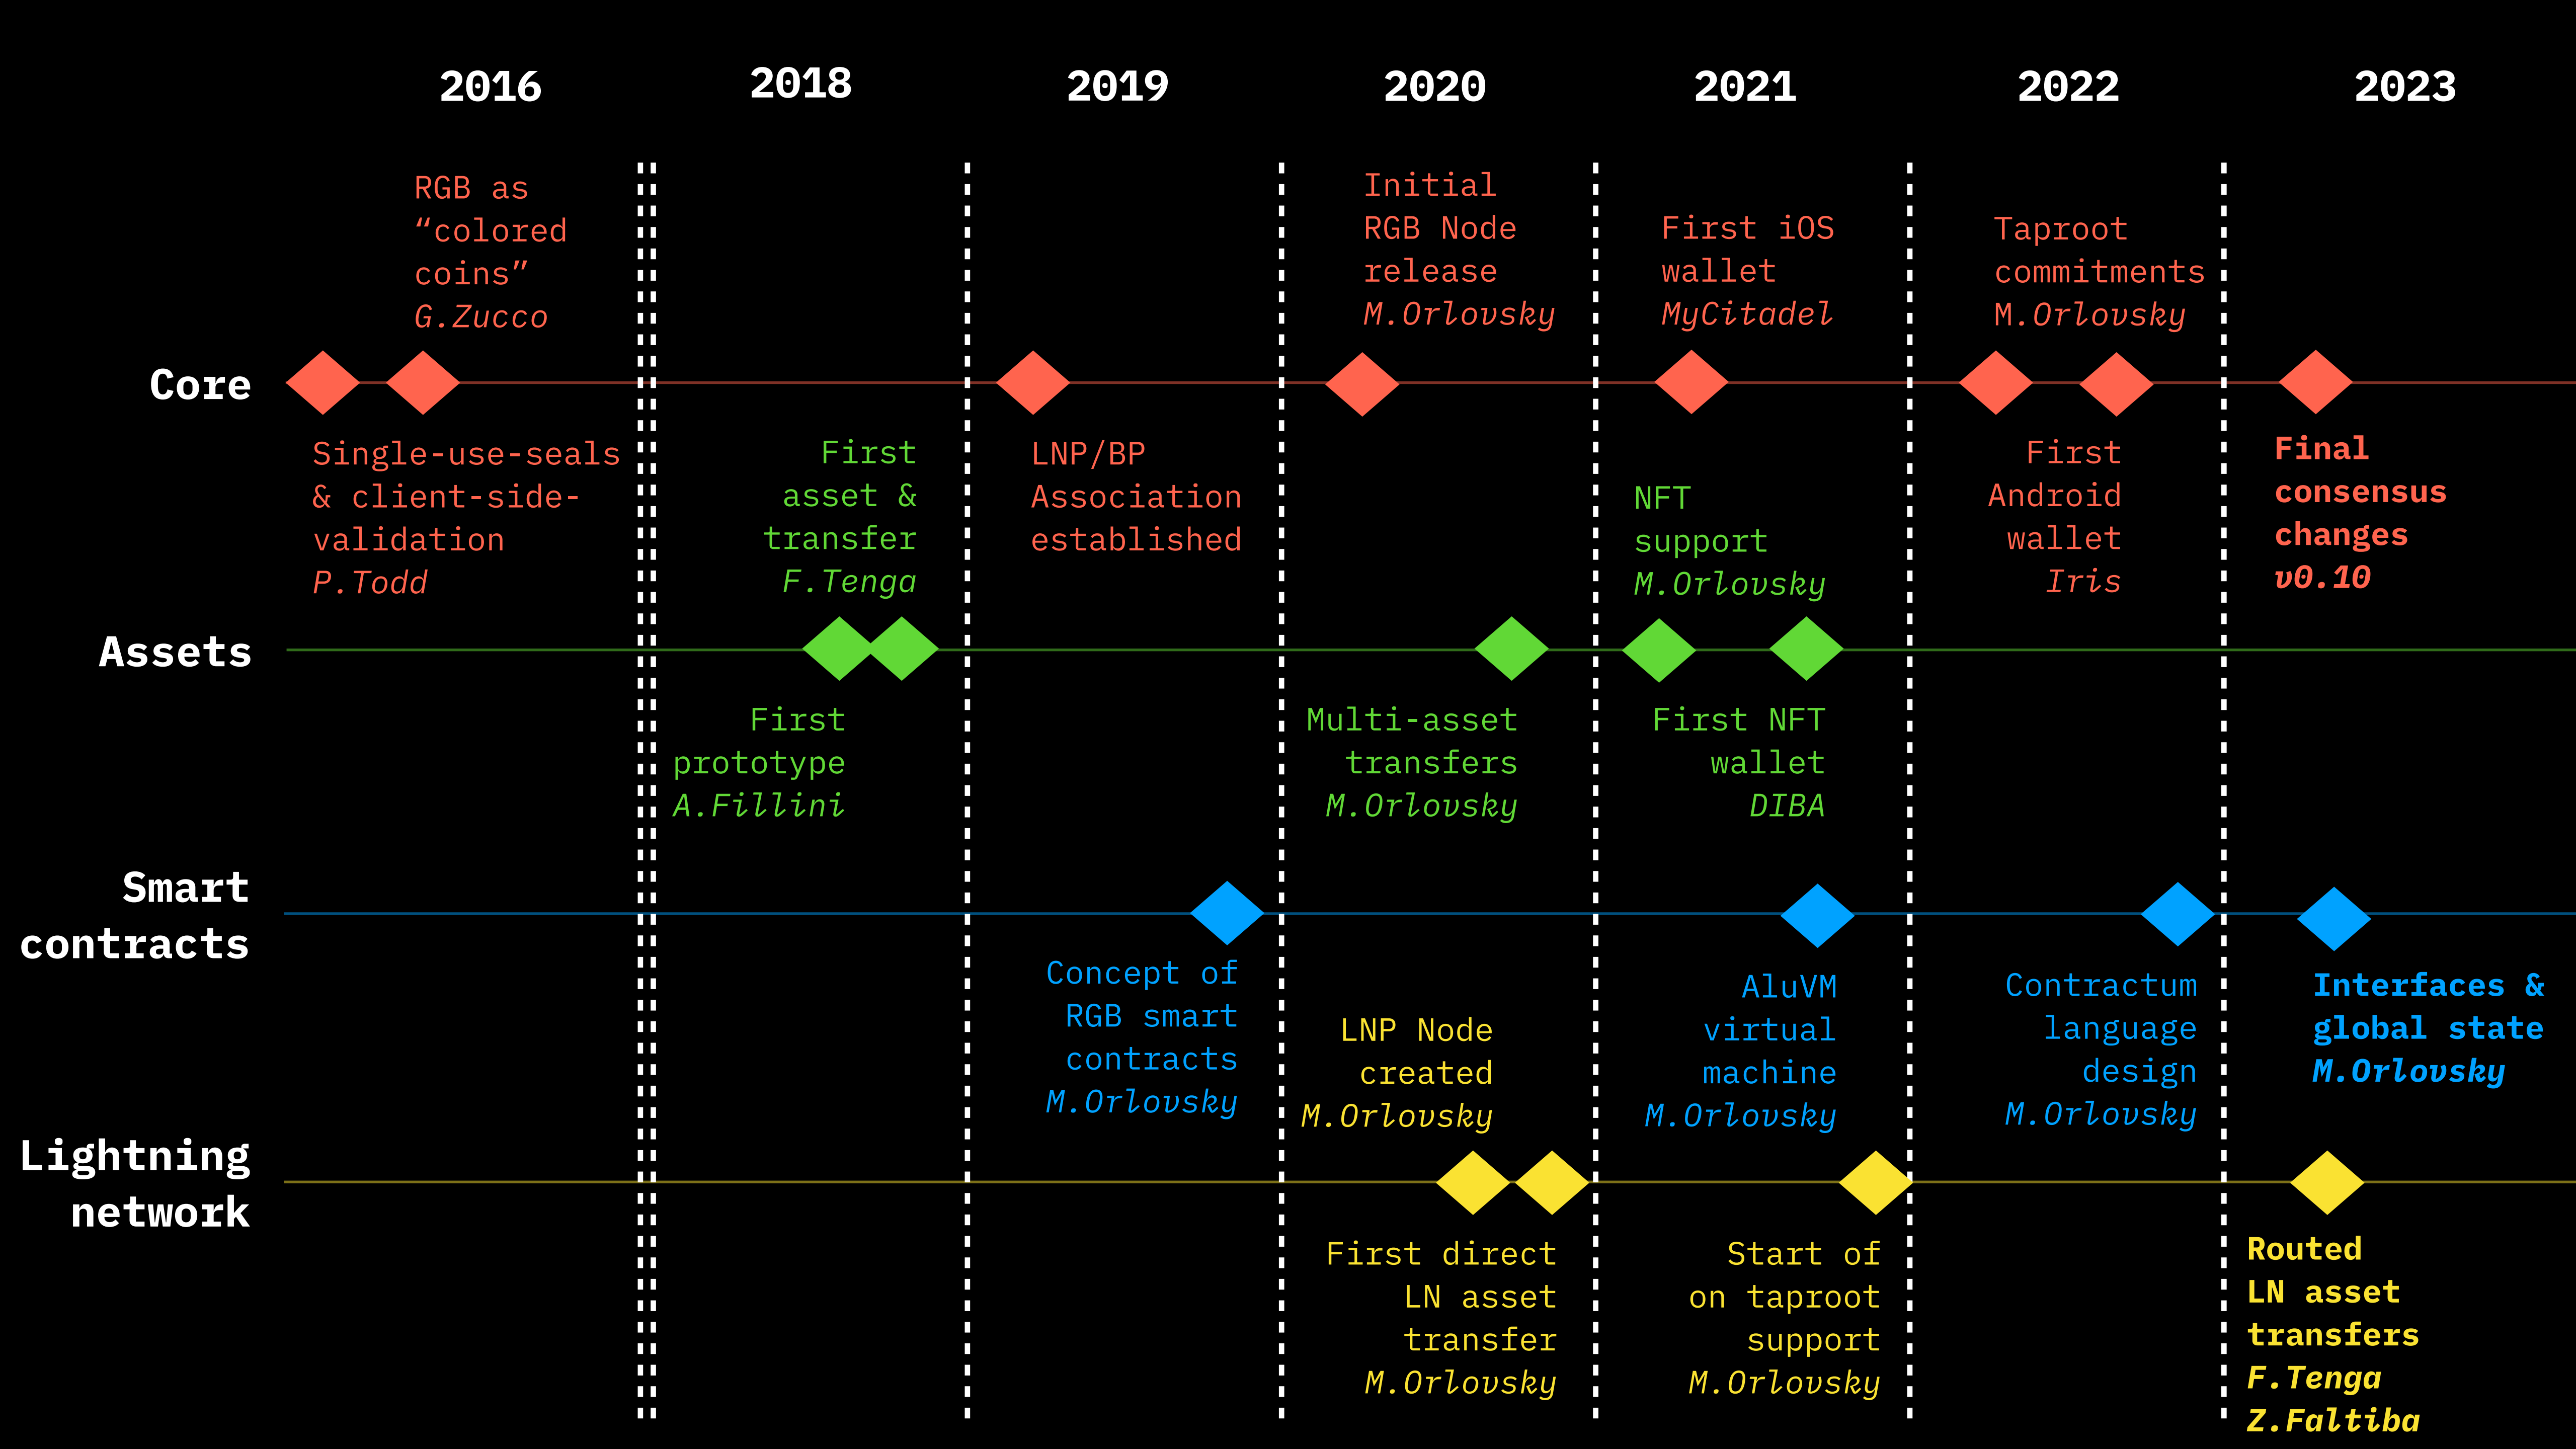 2016
2018
2019
2020
2021
2022
2023
RGB as
“colored
coins”
G.Zucco
Initial
RGB Node
release
M.Orlovsky
First iOS
wallet
MyCitadel
Taproot
commitments
M.Orlovsky
Core
Single-use-seals
& client-side-
validation
P.Todd
First
asset &
transfer
F.Tenga
LNP/BP
Association
established
NFT
support
M.Orlovsky
First
Android
wallet
Iris
Final
consensus
changes
v0.10
Assets
First
prototype
A.Fillini
Multi-asset
transfers
M.Orlovsky
First NFT
wallet
DIBA
Smart
contracts
Concept of
RGB smart
contracts
M.Orlovsky
LNP Node
created
M.Orlovsky
AluVM
virtual
machine
M.Orlovsky
Contractum
language
design
M.Orlovsky
Interfaces &
global state
M.Orlovsky
Lightning
network
First direct
LN asset
transfer
M.Orlovsky
Start of
on taproot
support
M.Orlovsky
Routed
LN asset
transfers
F.Tenga
Z.Faltiba